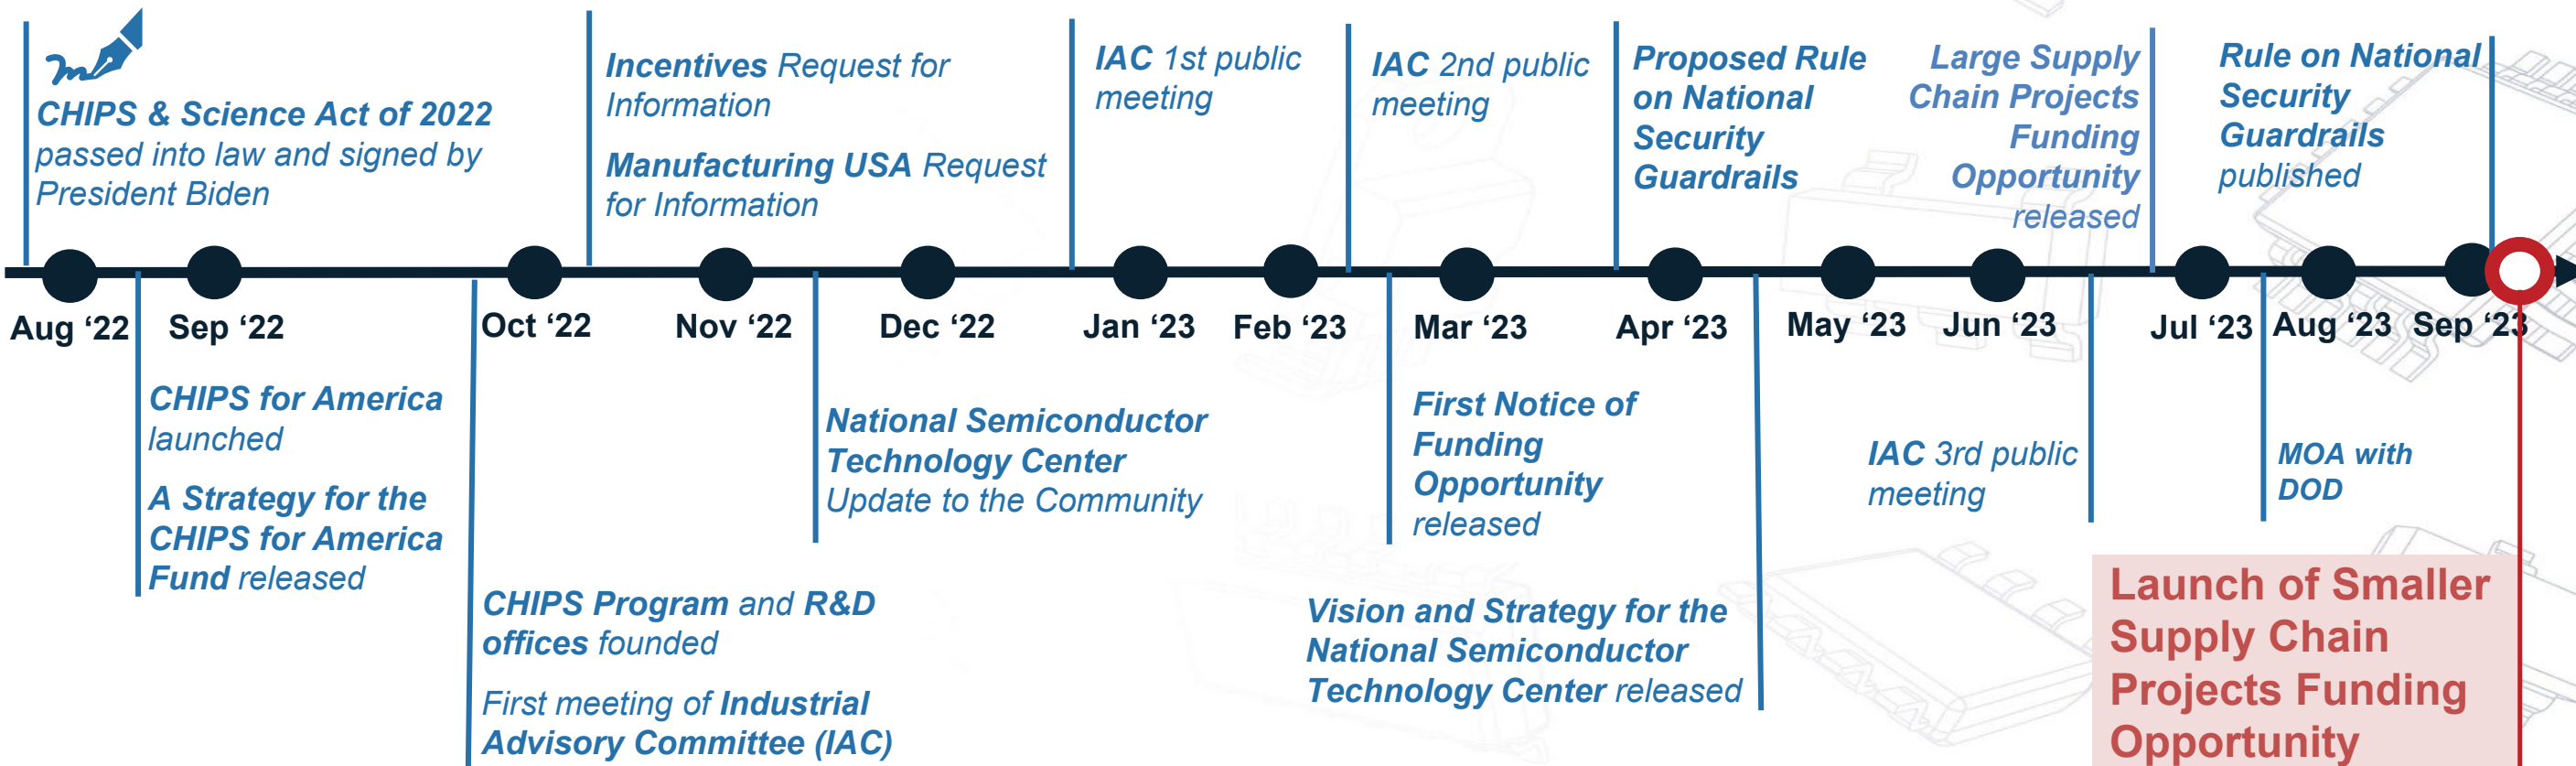 CHIPS & Science Act of 2022
passed into law and signed by
President Biden
Incentives Request for
Information
Manufacturing USA Request
for Information
IAC 1st public
meeting
IAC 2nd public
meeting
Proposed Rule
on National
Security
Guardrails
Large Supply
Chain Projects
Funding
Opportunity
released
Rule on National
Security
Guardrails
published
Aug ‘22
Sep ‘22
Oct ‘22
Nov ‘22
Dec ‘22
Jan ‘23
Feb ‘23
Mar ‘23
Apr ‘23
May ‘23
Jun ‘23
Jul ‘23
Aug ‘23
Sep ‘23
CHIPS for America
launched
A Strategy for the
CHIPS for America
Fund released
CHIPS Program and R&D
offices founded
First meeting of Industrial
Advisory Committee (IAC)
National Semiconductor
Technology Center
Update to the Community
First Notice of
Funding
Opportunity
released
Vision and Strategy for the
National Semiconductor
Technology Center released
IAC 3rd public
meeting
MOA with
DOD
Launch of Smaller
Supply Chain
Projects Funding
Opportunity